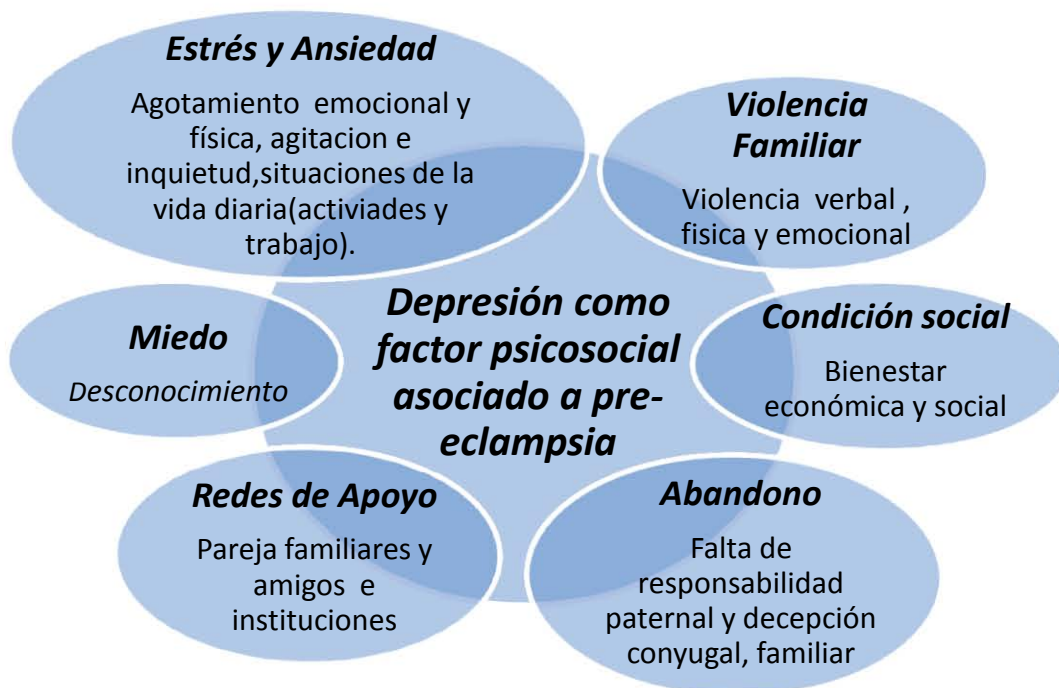 Estrés y Ansiedad
Agotamiento emocional y
física, agitacion e
inquietud,situaciones de la
vida diaria(activiades y
trabajo).
Violencia
Familiar
Violencia verbal ,
fisica y emocional
Depresión como
factor psicosocial
asociado a pre-
eclampsia
Miedo
Desconocimiento
Condición social
Bienestar
económica y social
Redes de Apoyo
Pareja familiares y
amigos e
instituciones
Abandono
Falta de
responsabilidad
paternal y decepción
conyugal, familiar